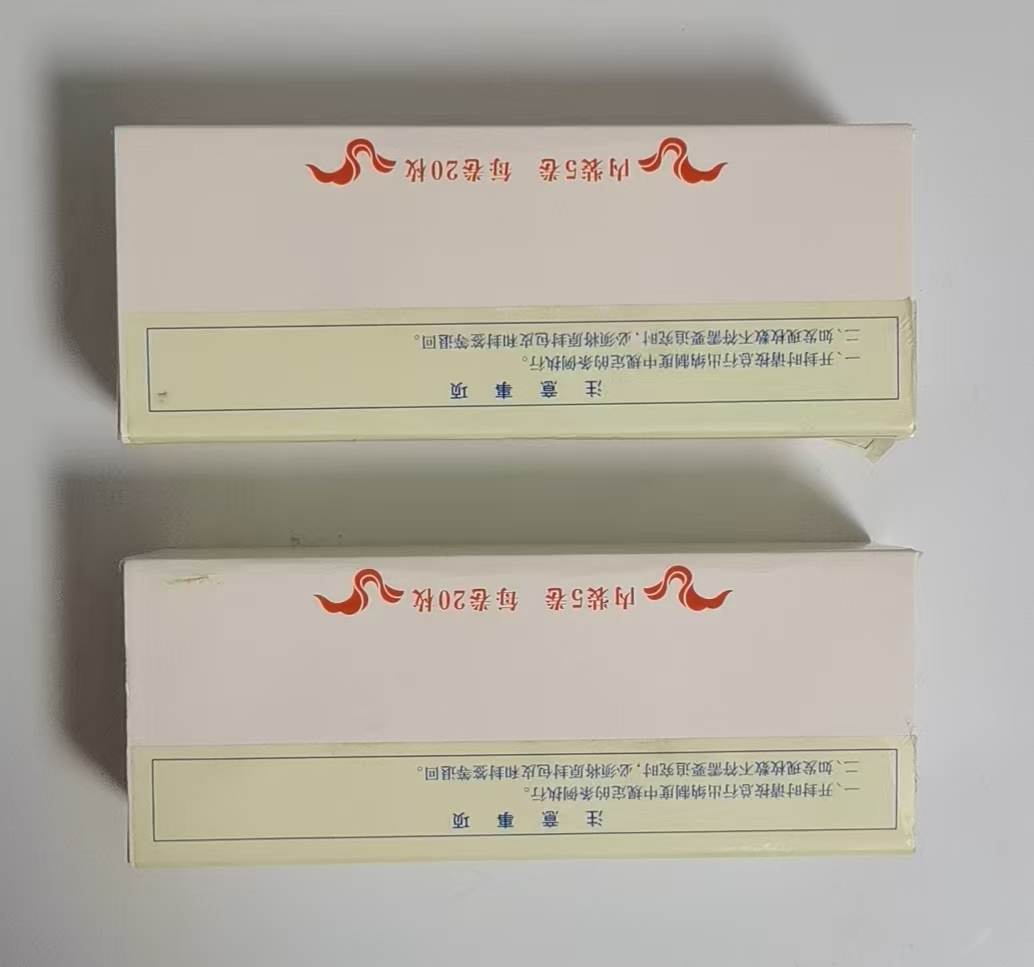 注意事项
一、开封时请按总行出纳制度中规定的条例执行。
二、如发现枚数不符需要追究时，必须将原封包皮和封签等退回。
内装5卷 每卷20枚
注意事项
一、开封时请按总行出纳制度中规定的条例执行。
二、如发现枚数不符需要追究时，必须将原封包皮和封签等退回。
内装5卷 每卷20枚